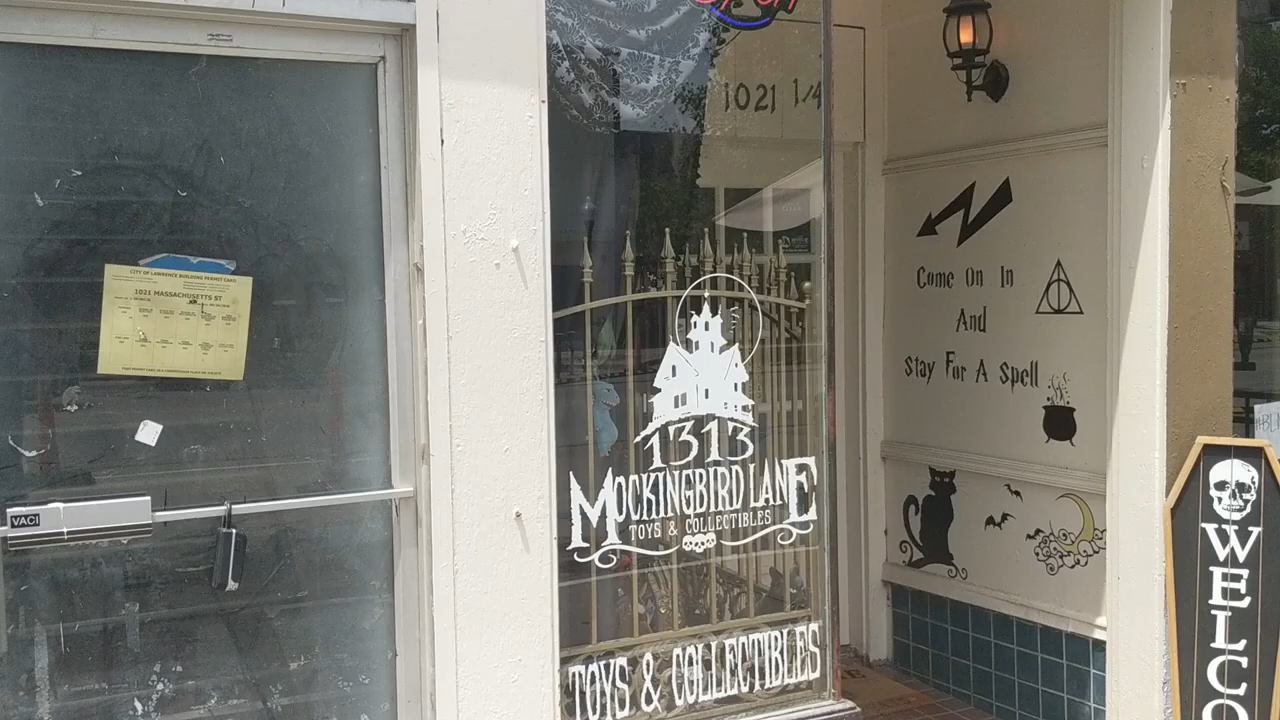 CITY OF LAWRENCE BUILDING PERMIT CARD
1021 MASSACHUSETTS ST
VACI
Open
1021 1/4
1313
MOCKINGBIRD LANE
TOYS & COLLECTIBLES
TOYS & COLLECTIBLES
Come On In
And
Stay For A Spell
WELCO